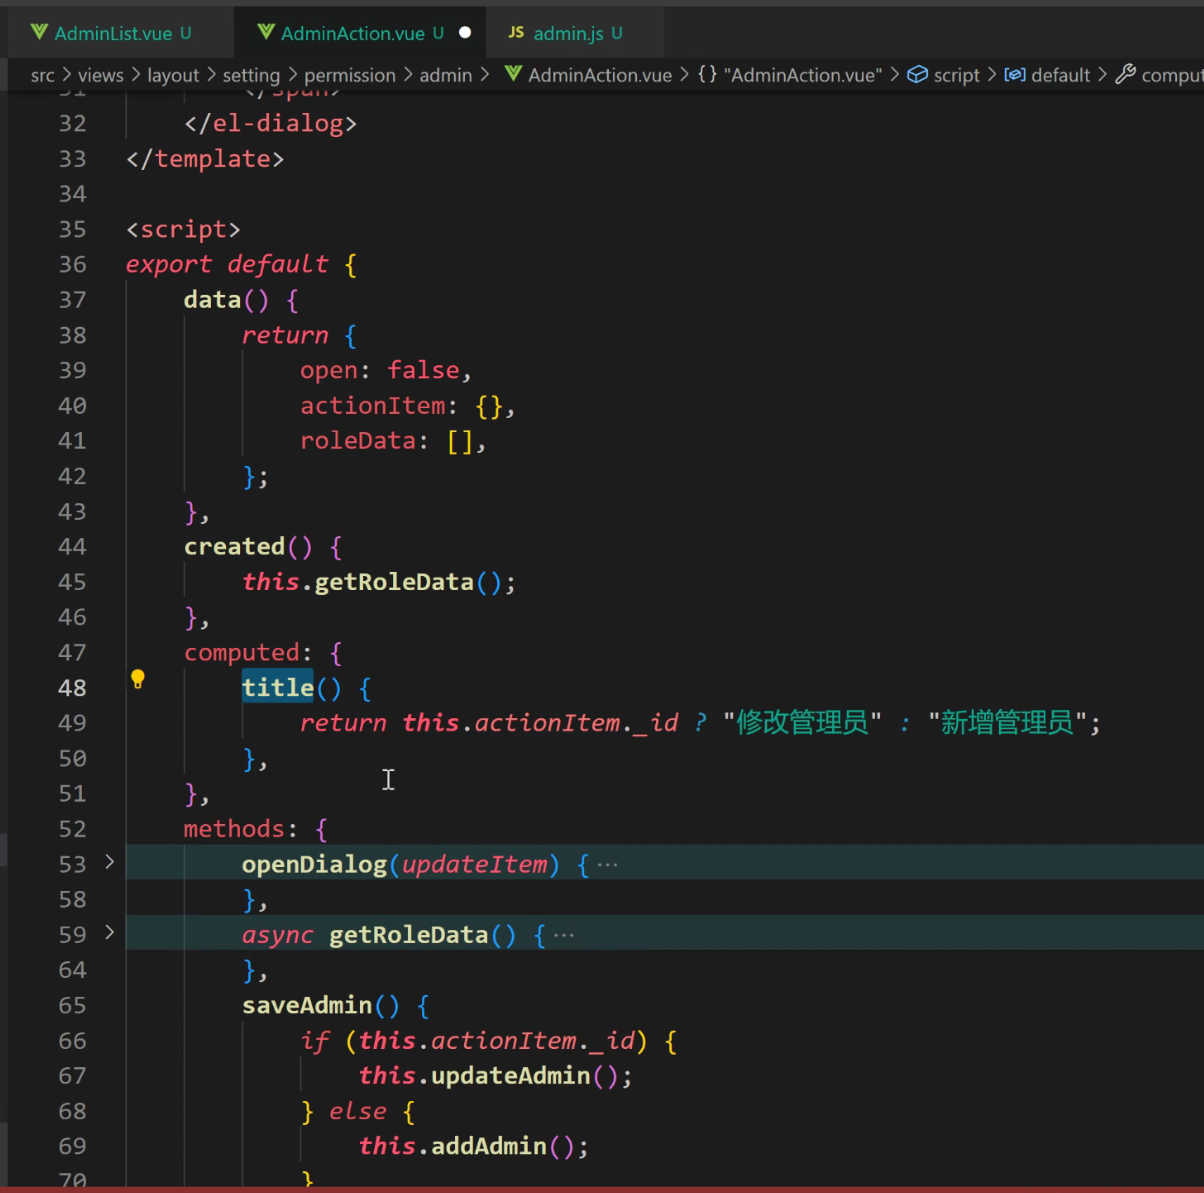 AdminList.vue U AdminAction.vue U JS admin.js U
src > views > layout > setting > permission > admin > AdminAction.vue > {} "AdminAction.vue" > script > default > comput
31 </span>
32 </el-dialog>
33 </template>
34
35 <script>
36 export default {
37 data() {
38 return {
39 open: false,
40 actionItem: {},
41 roleData: [],
42 };
43 },
44 created() {
45 this.getRoleData();
46 },
47 computed: {
48 title() {
49 return this.actionItem._id ? "修改管理员" : "新增管理员";
50 },
51 },
52 methods: {
53 openDialog(updateItem) { ···
58 },
59 async getRoleData() { ···
64 },
65 saveAdmin() {
66 if (this.actionItem._id) {
67 this.updateAdmin();
68 } else {
69 this.addAdmin();
70 }